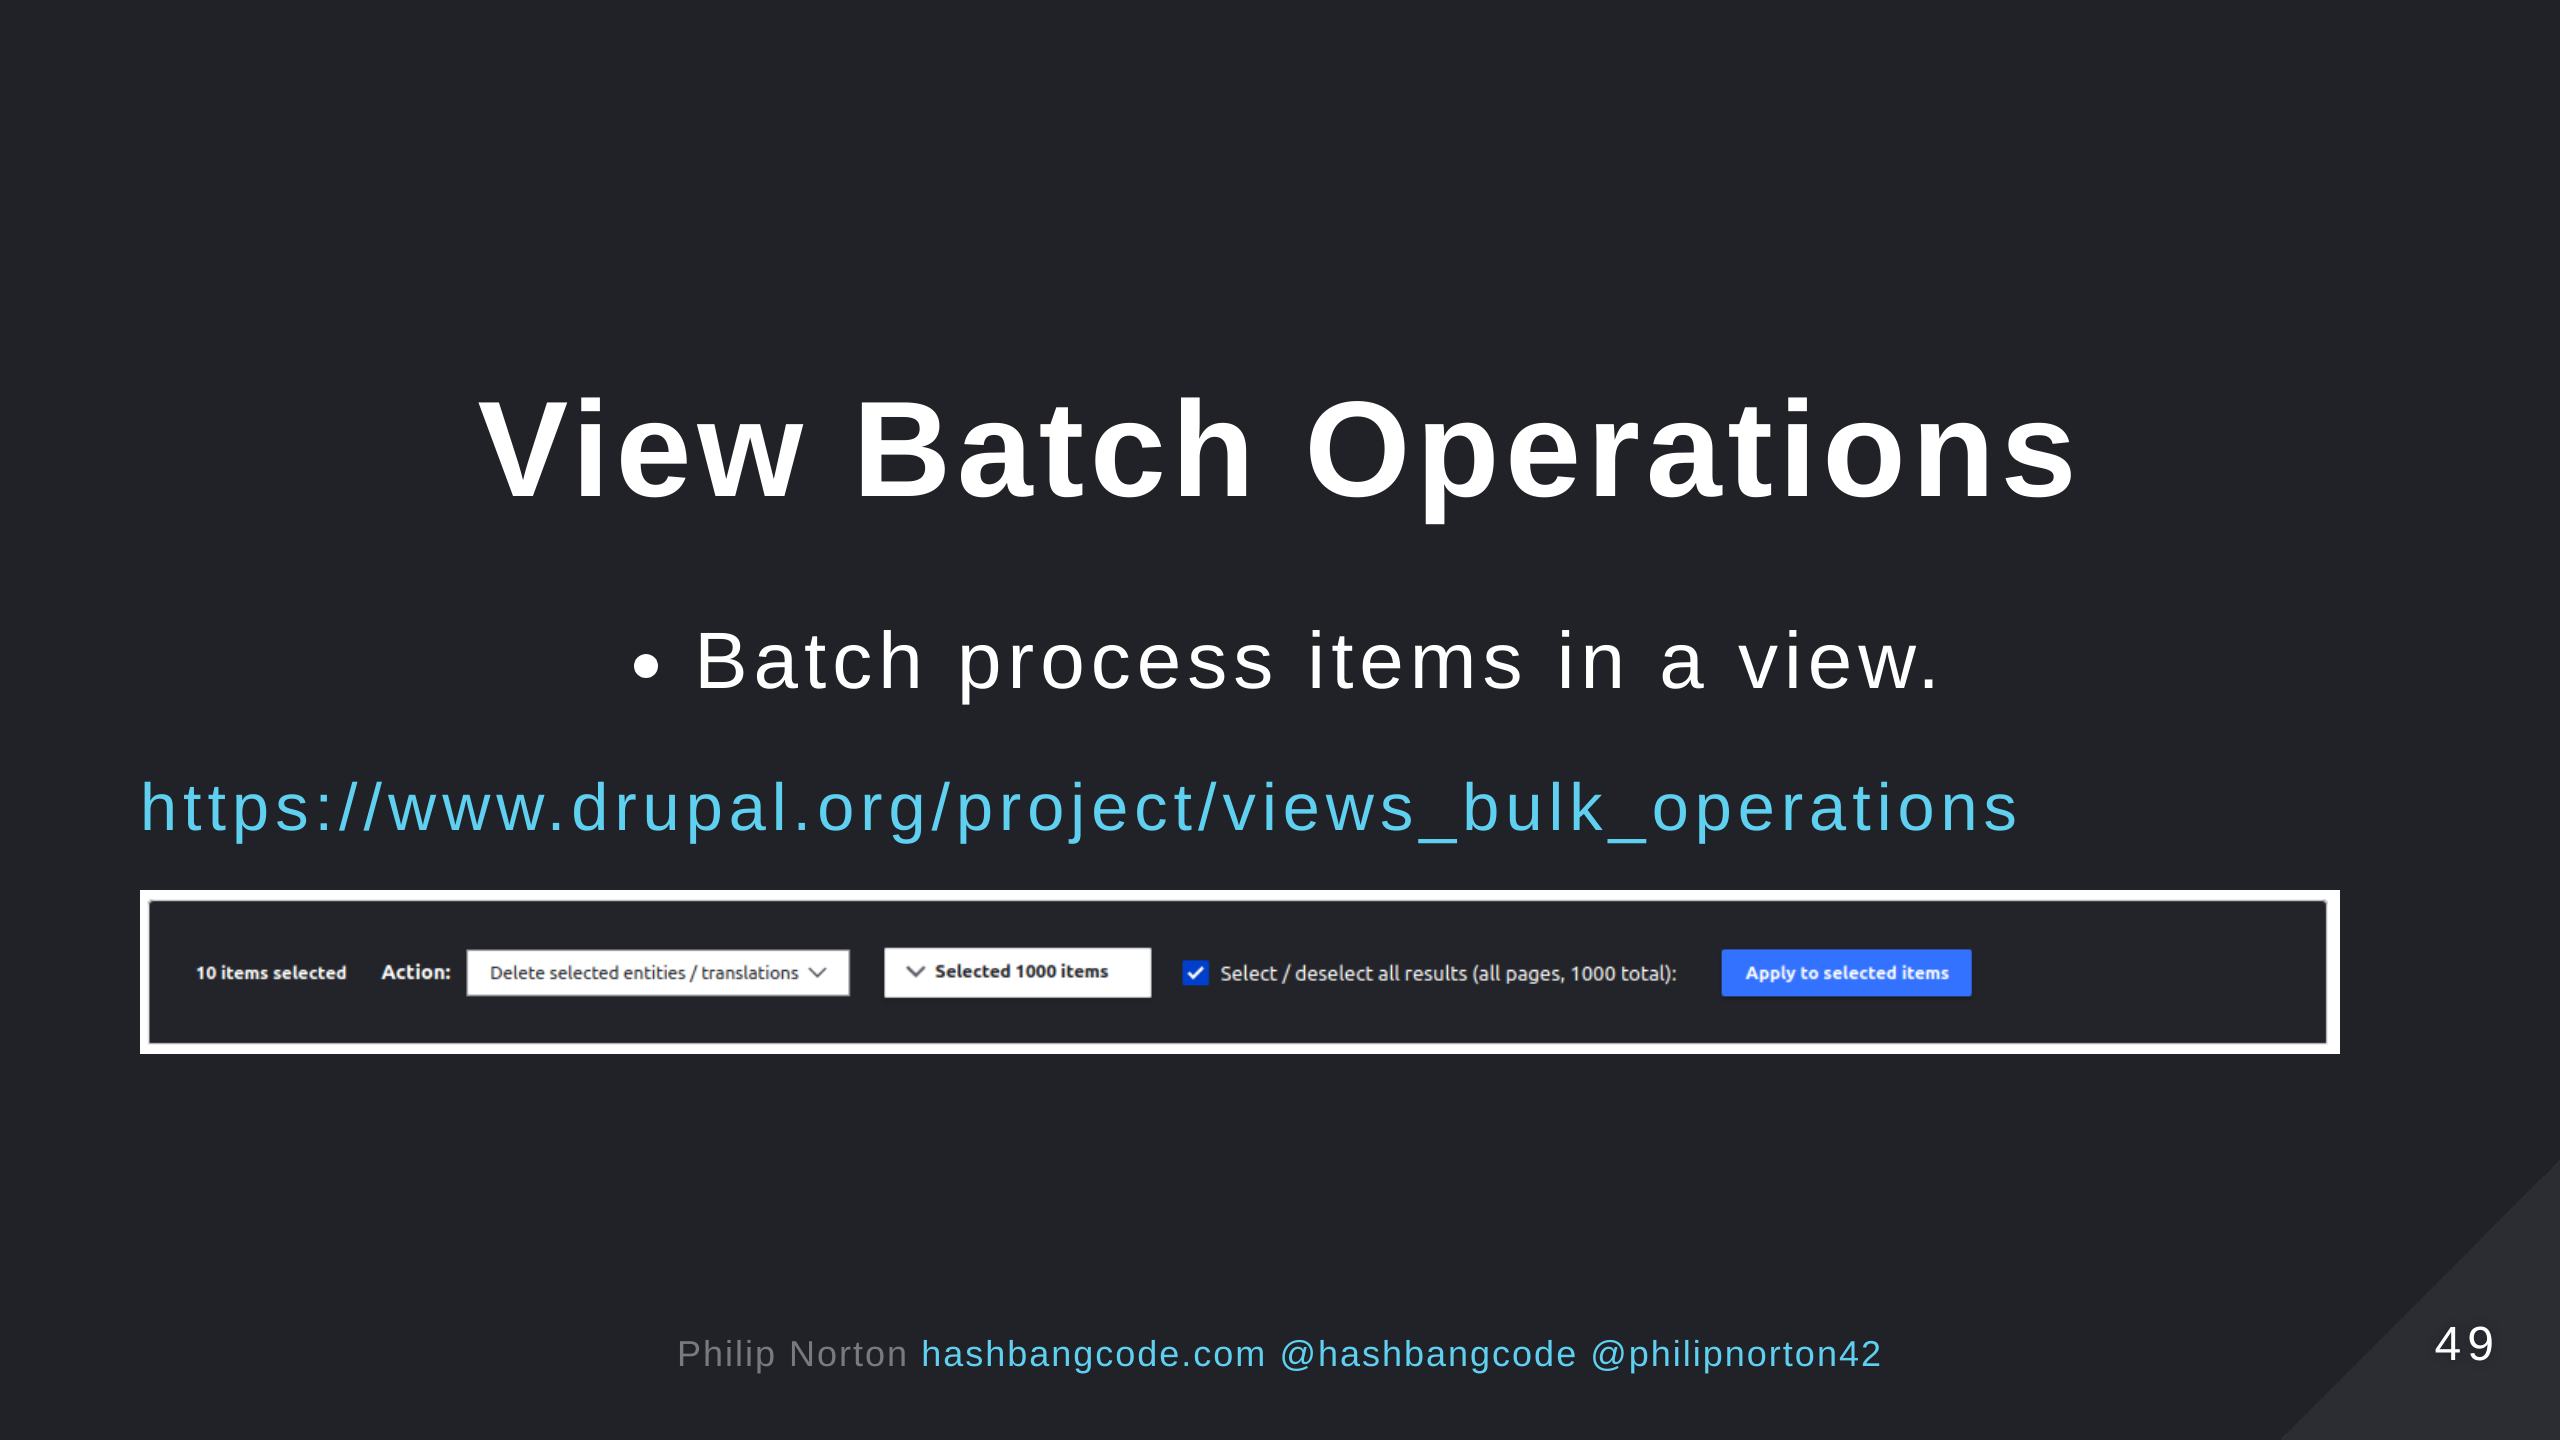 View Batch Operations
• Batch process items in a view.
https://www.drupal.org/project/views_bulk_operations
10 items selected Action: Delete selected entities / translations Selected 1000 items Select / deselect all results (all pages, 1000 total): Apply to selected items
Philip Norton hashbangcode.com @hashbangcode @philipnorton42
49